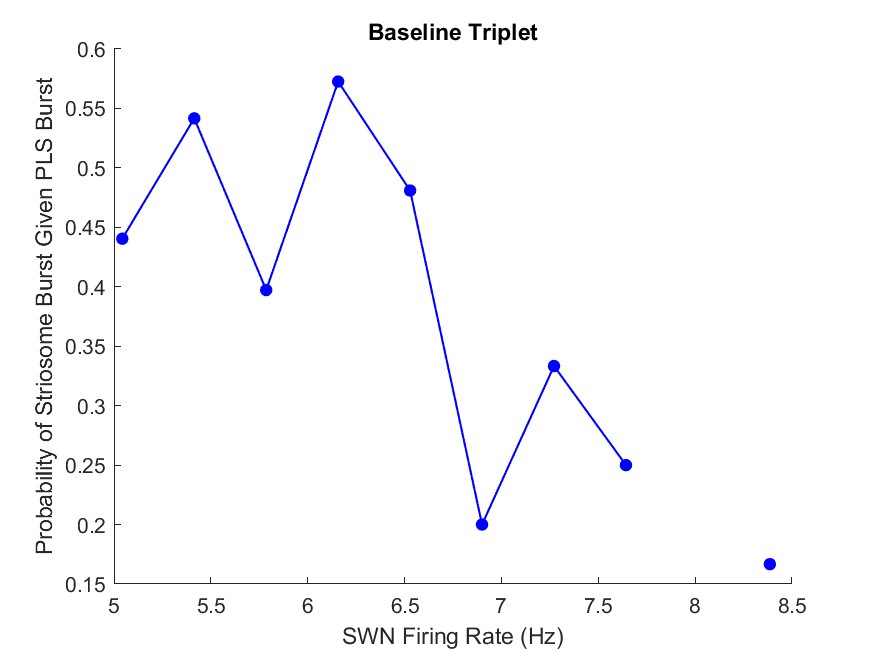 Baseline Triplet
Probability of Striosome Burst Given PLS Burst
0.6
0.55
0.5
0.45
0.4
0.35
0.3
0.25
0.2
0.15
5 5.5 6 6.5 7 7.5 8 8.5
SWN Firing Rate (Hz)